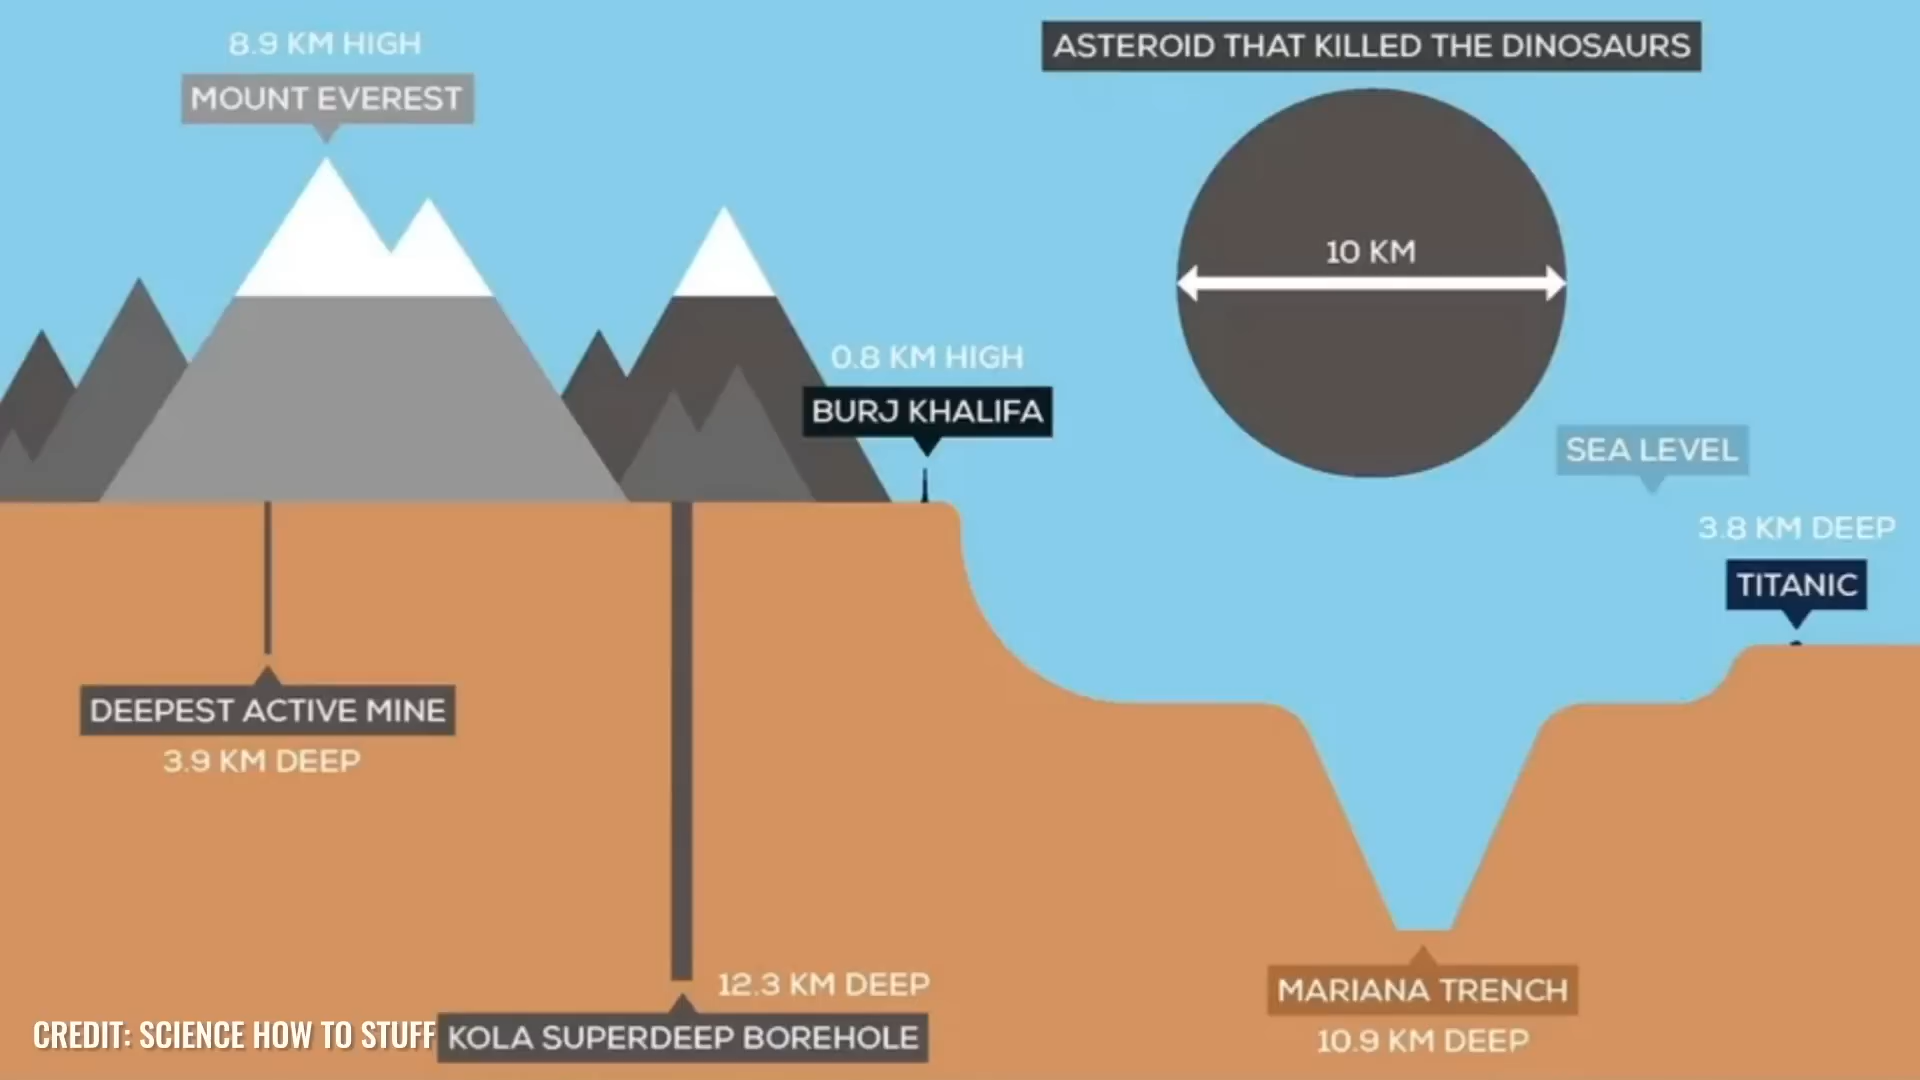 8.9 KM HIGH
MOUNT EVEREST
ASTEROID THAT KILLED THE DINOSAURS
10 KM
0.8 KM HIGH
BURJ KHALIFA
SEA LEVEL
3.8 KM DEEP
TITANIC
DEEPEST ACTIVE MINE
3.9 KM DEEP
12.3 KM DEEP
KOLA SUPERDEEP BOREHOLE
MARIANA TRENCH
10.9 KM DEEP
CREDIT: SCIENCE HOW TO STUFF